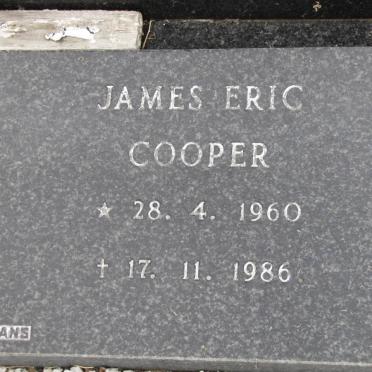 JAMES ERIC
COOPER
* 28. 4. 1960
† 17. 11. 1986